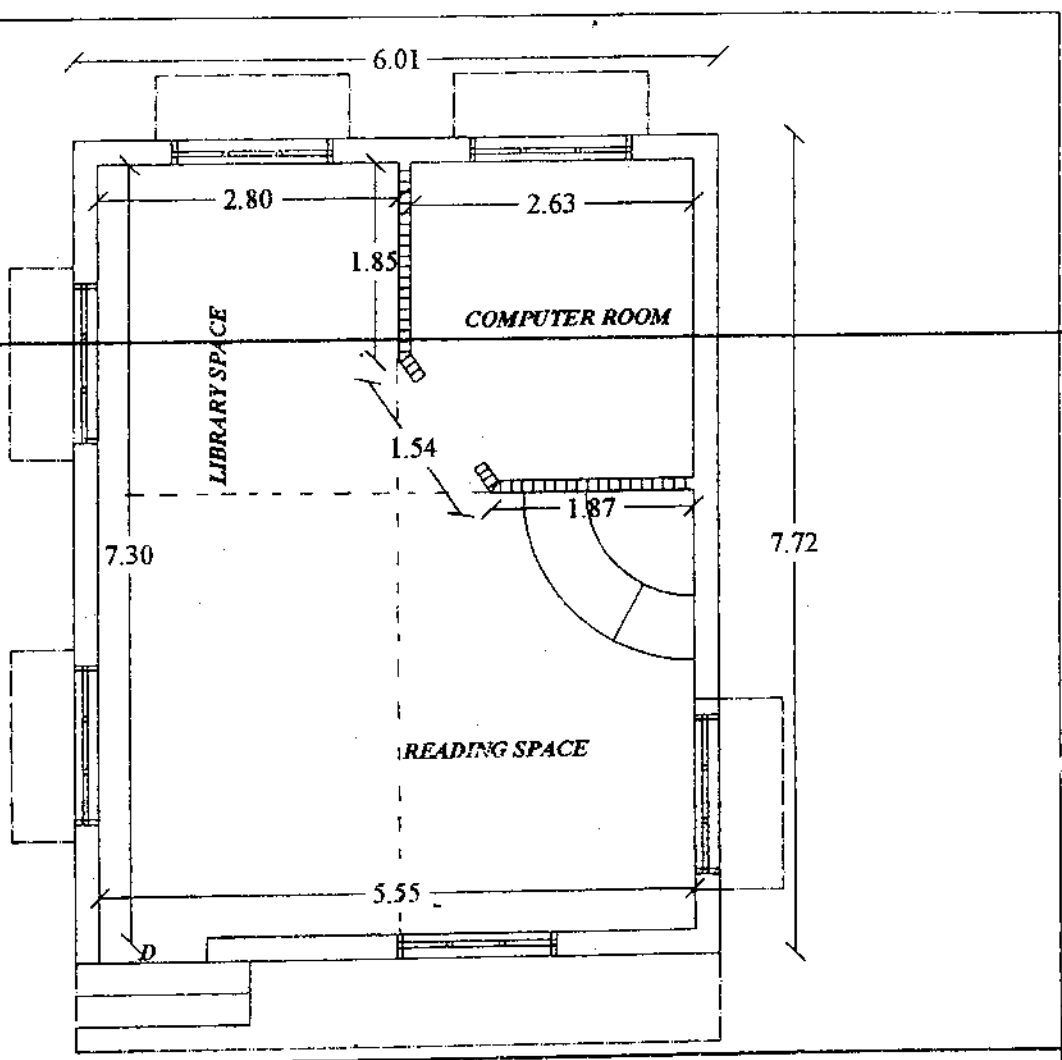 6.01
2.80
2.63
1.85
COMPUTER ROOM
LIBRARY SPACE
1.54
1.87
7.30
7.72
READING SPACE
5.55
D